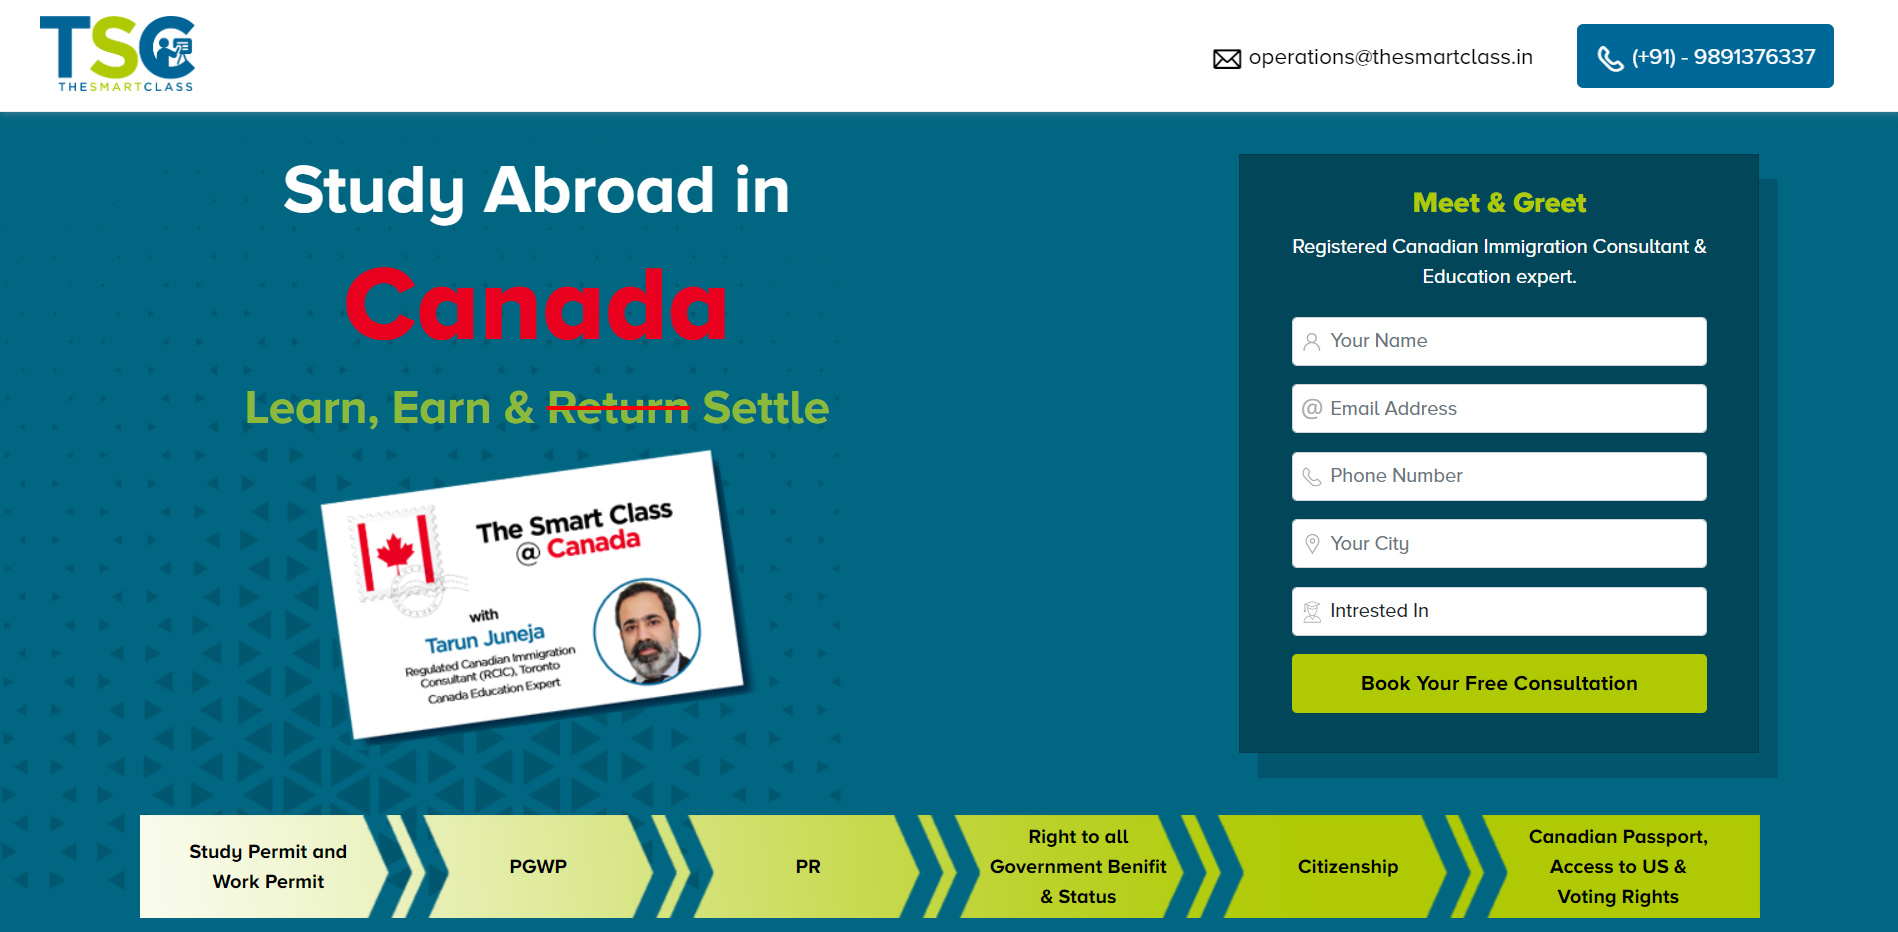 TSC
THESMARTCLASS
operations@thesmartclass.in
(+91) - 9891376337
Study Abroad in
Canada
Learn, Earn & Return Settle
The Smart Class
@ Canada
with
Tarun Juneja
Regulated Canadian Immigration
Consultant (RCIC), Toronto
Canada Education Expert
Meet & Greet
Registered Canadian Immigration Consultant &
Education expert.
Your Name
@ Email Address
Phone Number
Your City
Intrested In
Book Your Free Consultation
Study Permit and
Work Permit
PGWP
PR
Right to all
Government Benifit
& Status
Citizenship
Canadian Passport,
Access to US &
Voting Rights